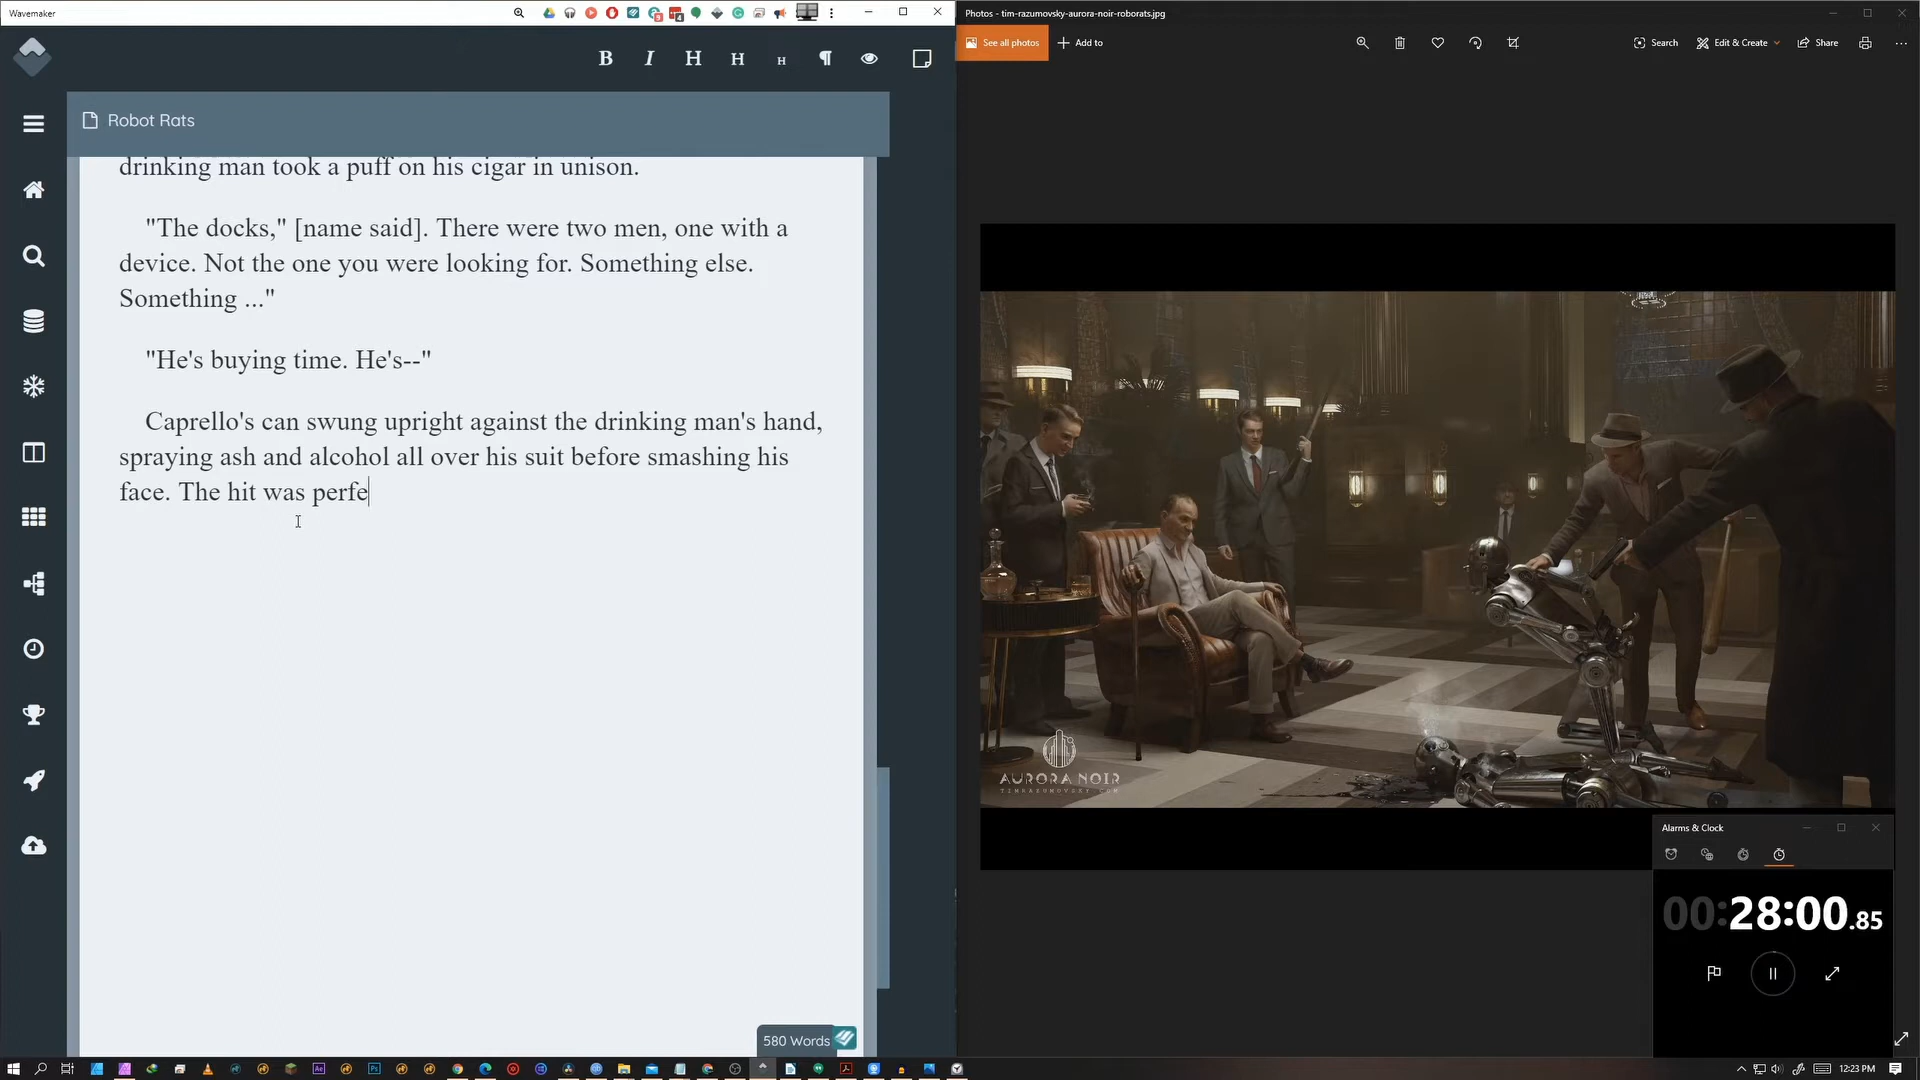 Wavemaker
B I H H H ¶
Robot Rats
drinking man took a puff on his cigar in unison.
"The docks," [name said]. There were two men, one with a
device. Not the one you were looking for. Something else.
Something ..."
"He's buying time. He's--"
Caprello's can swung upright against the drinking man's hand,
spraying ash and alcohol all over his suit before smashing his
face. The hit was perfe
580 Words
Photos - tim-razumovsky-aurora-noir-roborats.jpg
See all photos
Add to
Search
Edit & Create
Share
AURORA NOIR
TIMRAZUMOVSKY.COM
Alarms & Clock
00:28:00.85
12:23 PM